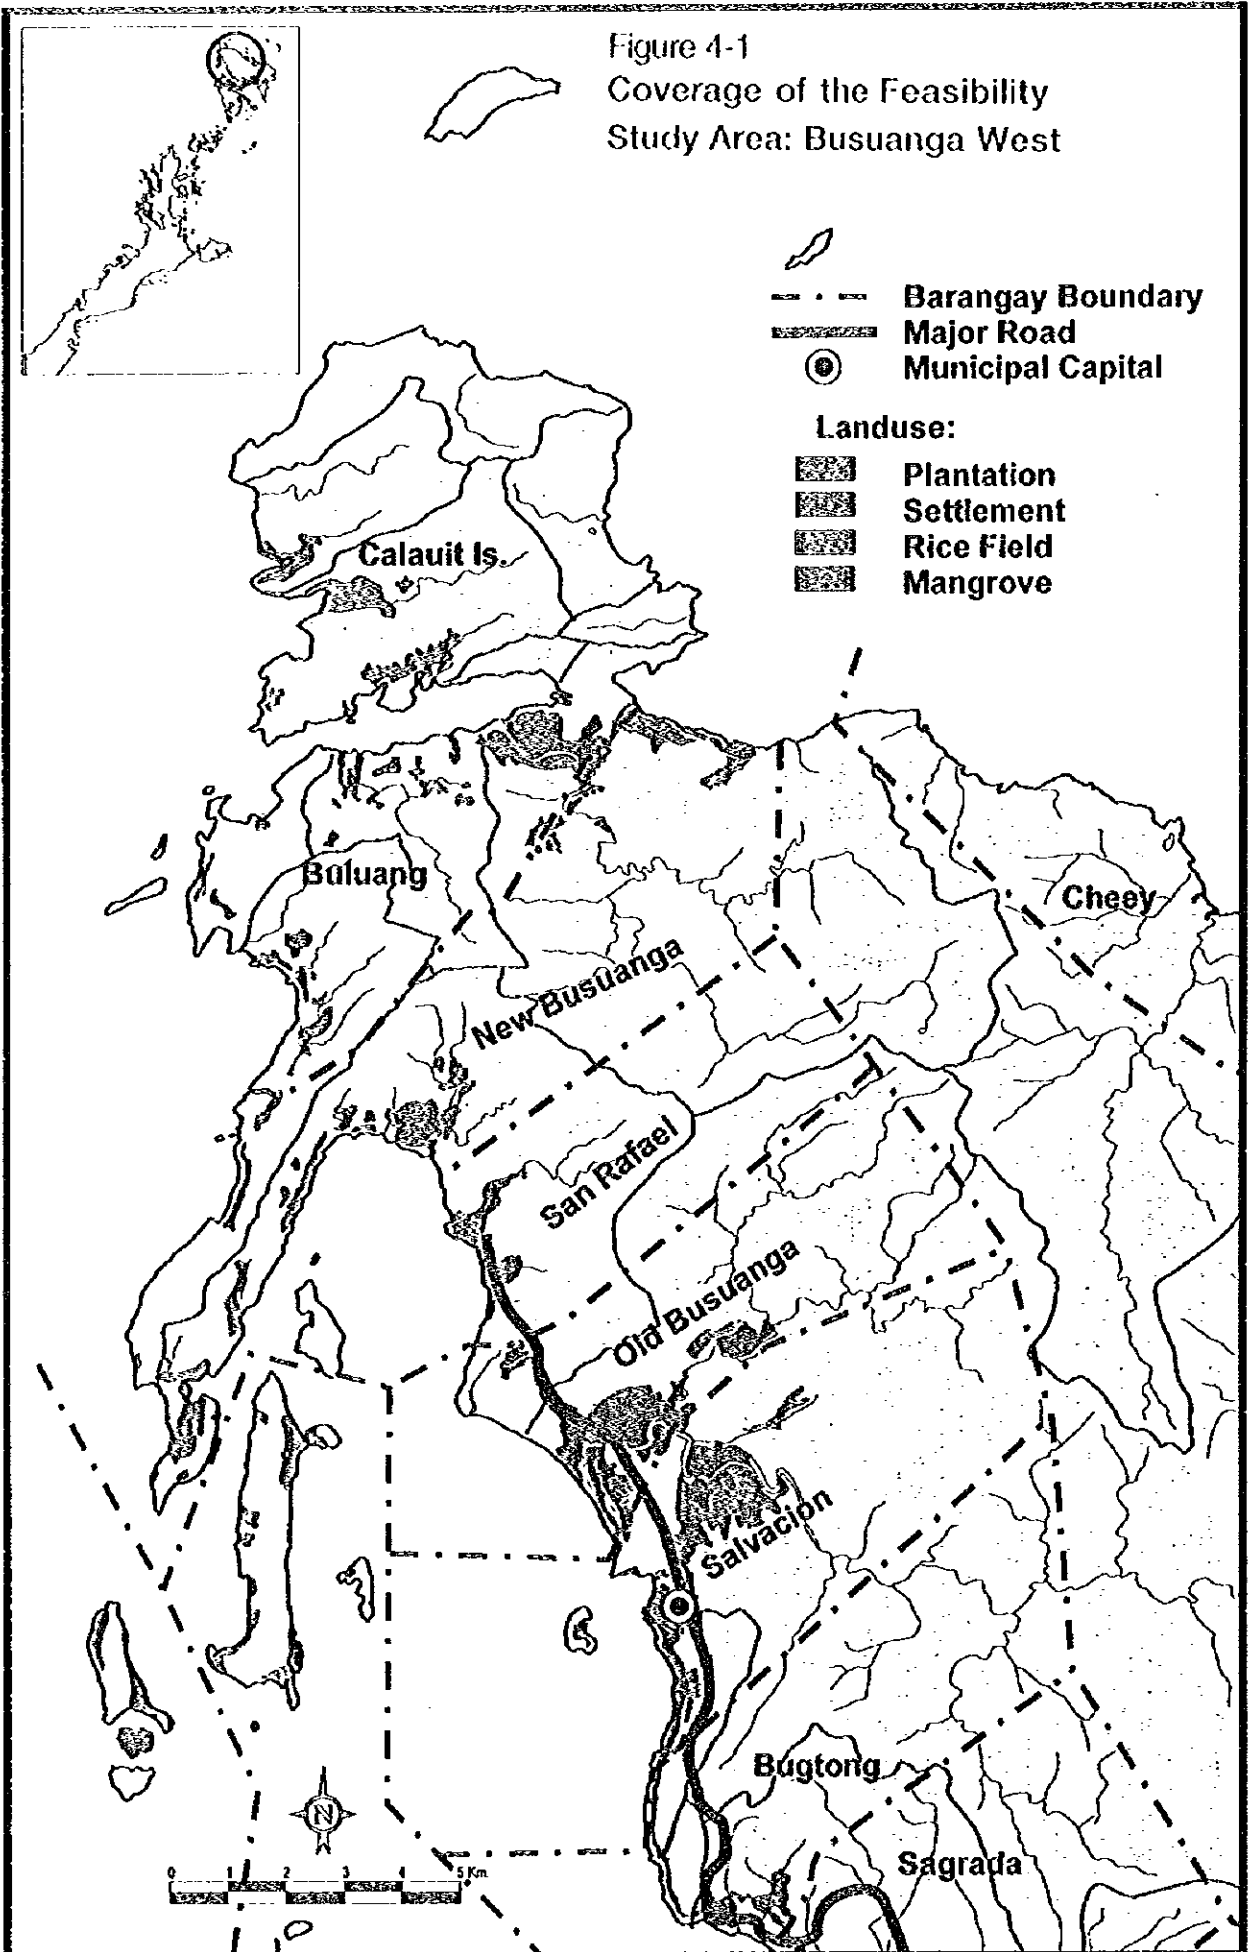 Figure 4-1
Coverage of the Feasibility
Study Area: Busuanga West
Barangay Boundary
Major Road
Municipal Capital
Landuse:
Plantation
Settlement
Rice Field
Mangrove
Calauit Is.
Buluang
Cheey
New Busuanga
San Rafael
Old Busuanga
Salvacion
Bugtong
Sagrada
N
0 1 2 3 4 5 Km